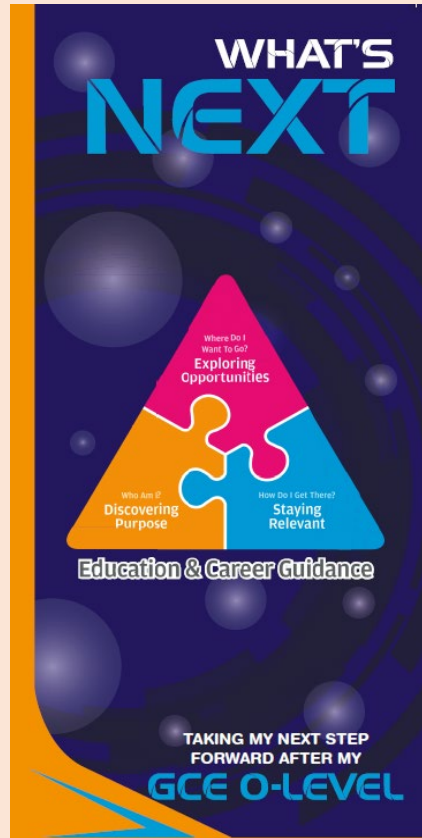 WHAT'S
NEXT
Where Do I
Want To Go?
Exploring
Opportunities
Who Am I?
Discovering
Purpose
How Do I Get There?
Staying
Relevant
Education & Career Guidance
TAKING MY NEXT STEP
FORWARD AFTER MY
GCE O-LEVEL